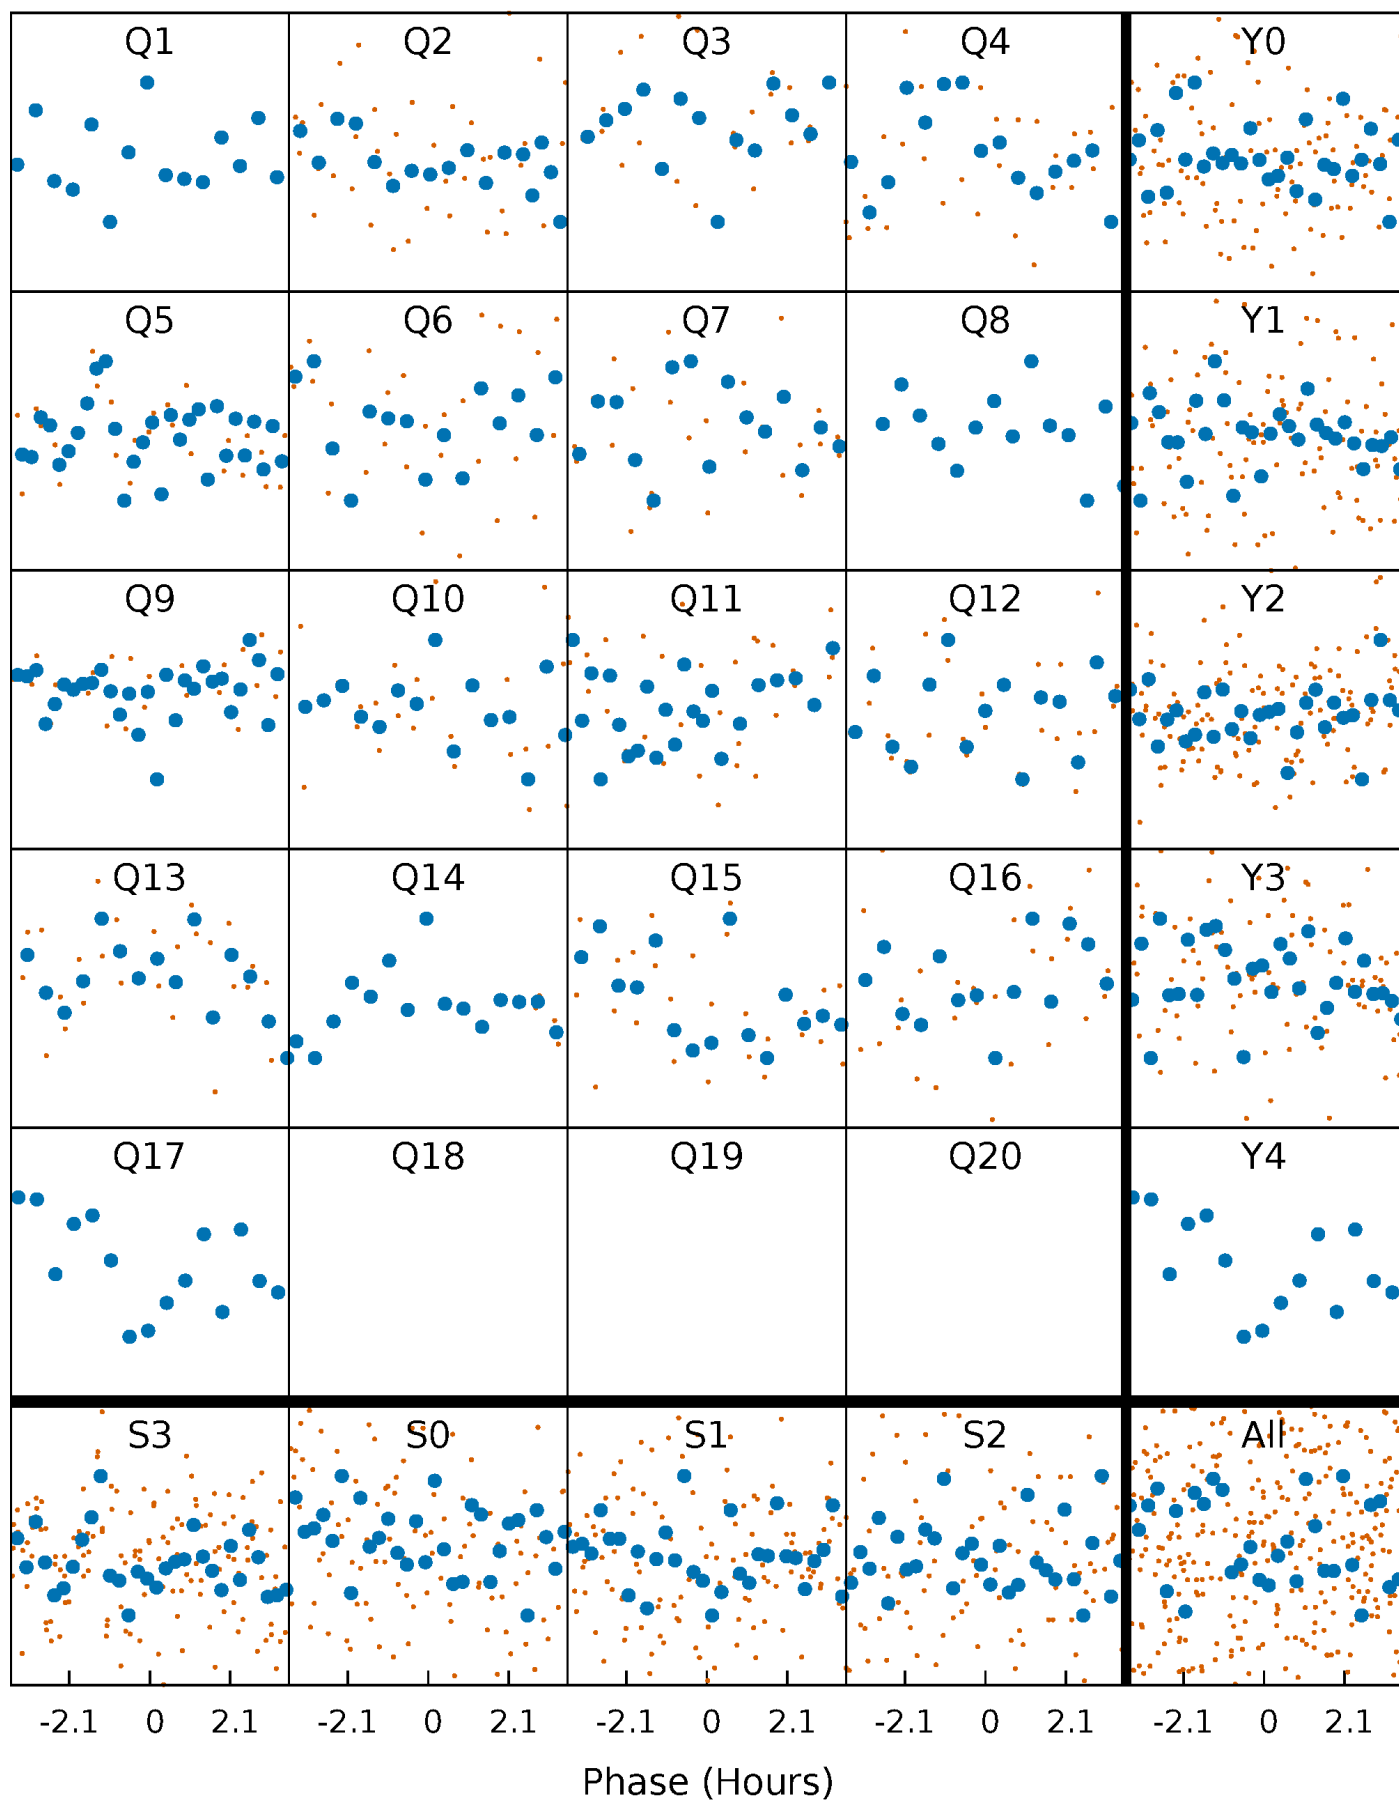 Q1 Q2 Q3 Q4 Y0
Q5 Q6 Q7 Q8 Y1
Q9 Q10 Q11 Q12 Y2
Q13 Q14 Q15 Q16 Y3
Q17 Q18 Q19 Q20 Y4
S3 S0 S1 S2 All
-2.1 0 2.1 -2.1 0 2.1 -2.1 0 2.1 -2.1 0 2.1 -2.1 0 2.1
Phase (Hours)